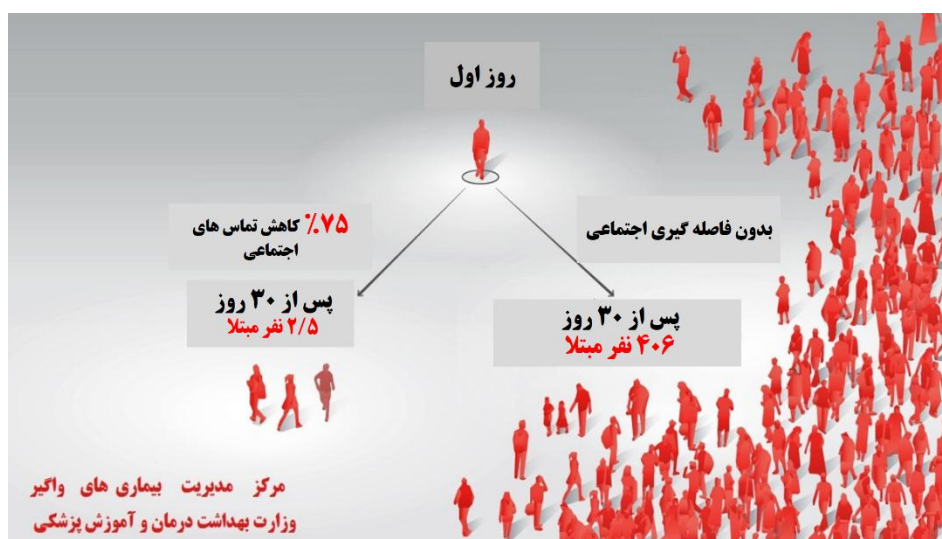 روز اول
بدون فاصله گیری اجتماعی
پس از ۳۰ روز
۴۰۶ نفر مبتلا
۷۵٪ کاهش تماس های
اجتماعی
پس از ۳۰ روز
۲/۵ نفر مبتلا
مرکز مدیریت بیماری های واگیر
وزارت بهداشت درمان و آموزش پزشکی